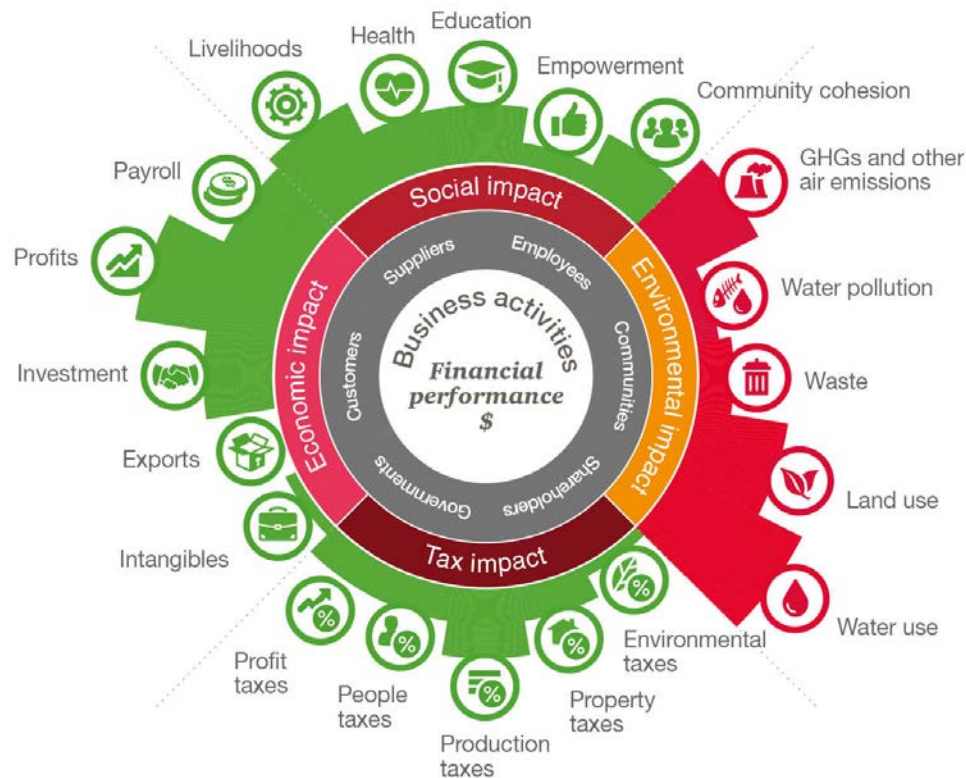 Livelihoods
Health
Education
Empowerment
Community cohesion
GHGs and other
air emissions
Water pollution
Waste
Land use
Water use
Environmental
taxes
Property
taxes
Production
taxes
People
taxes
Profit
taxes
Intangibles
Exports
Investment
Profits
Payroll
Social impact
Environmental impact
Tax impact
Economic impact
Suppliers
Employees
Communities
Shareholders
Governments
Customers
Business activities
Financial
performance
$
%
%
%
%
%